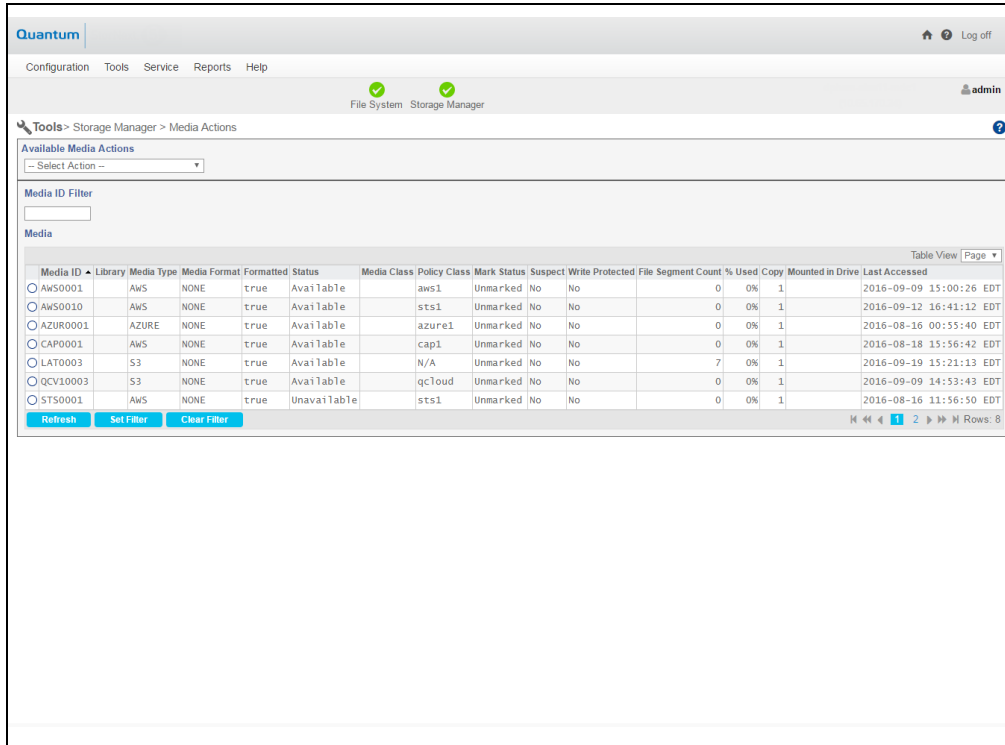 Quantum
Log off
Configuration Tools Service Reports Help
File System Storage Manager
admin
Tools> Storage Manager > Media Actions
Available Media Actions
-- Select Action --
Media ID Filter
Media
Table View Page
Media ID Library Media Type Media Format Formatted Status Media Class Policy Class Mark Status Suspect Write Protected File Segment Count % Used Copy Mounted in Drive Last Accessed
AWS0001 AWS NONE true Available aws1 Unmarked No No 0 0% 1 2016-09-09 15:00:26 EDT
AWS0010 AWS NONE true Available sts1 Unmarked No No 0 0% 1 2016-09-12 16:41:12 EDT
AZUR0001 AZURE NONE true Available azure1 Unmarked No No 0 0% 1 2016-08-16 00:55:40 EDT
CAP0001 AWS NONE true Available cap1 Unmarked No No 0 0% 1 2016-08-18 15:56:42 EDT
LAT0003 S3 NONE true Available N/A Unmarked No No 7 0% 1 2016-09-19 15:21:13 EDT
QCV10003 S3 NONE true Available qcloud Unmarked No No 0 0% 1 2016-09-09 14:53:43 EDT
STS0001 AWS NONE true Unavailable sts1 Unmarked No No 0 0% 1 2016-08-16 11:56:50 EDT
Refresh Set Filter Clear Filter 1 2 Rows: 8